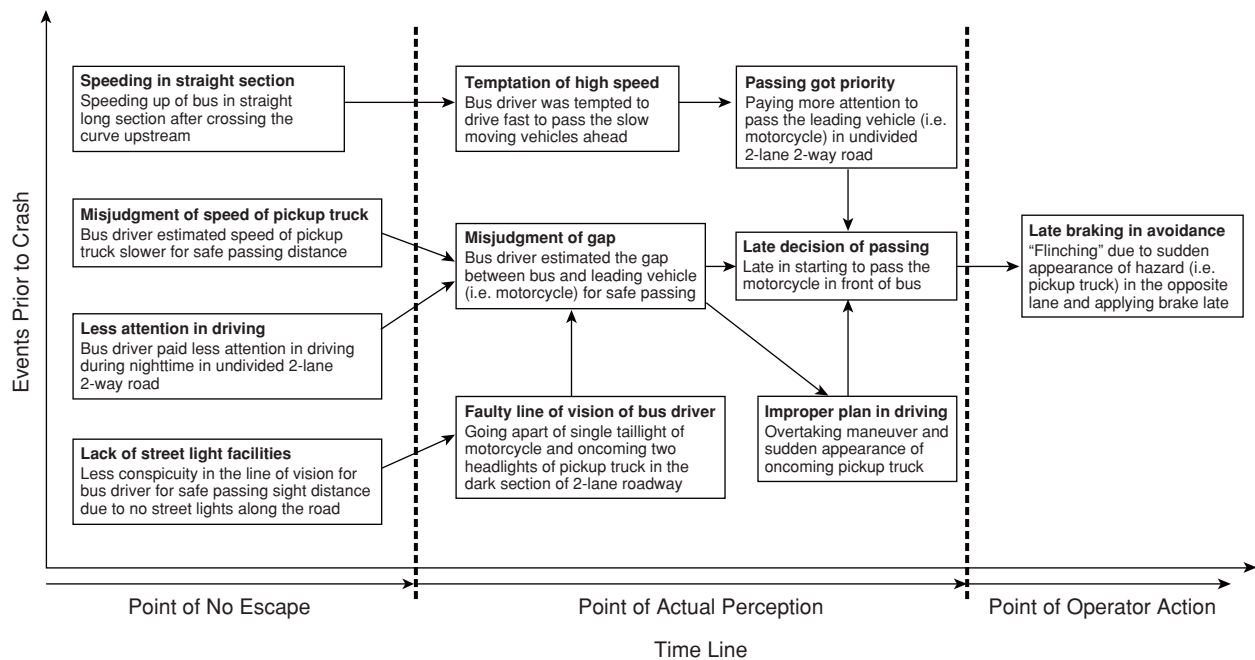 Events Prior to Crash
Speeding in straight section
Speeding up of bus in straight
long section after crossing the
curve upstream
Misjudgment of speed of pickup truck
Bus driver estimated speed of pickup
truck slower for safe passing distance
Less attention in driving
Bus driver paid less attention in driving
during nighttime in undivided 2-lane
2-way road
Lack of street light facilities
Less conspicuity in the line of vision for
bus driver for safe passing sight distance
due to no street lights along the road
Temptation of high speed
Bus driver was tempted to
drive fast to pass the slow
moving vehicles ahead
Misjudgment of gap
Bus driver estimated the gap
between bus and leading vehicle
(i.e. motorcycle) for safe passing
Faulty line of vision of bus driver
Going apart of single taillight of
motorcycle and oncoming two
headlights of pickup truck in the
dark section of 2-lane roadway
Passing got priority
Paying more attention to
pass the leading vehicle (i.e.
motorcycle) in undivided
2-lane 2-way road
Late decision of passing
Late in starting to pass the
motorcycle in front of bus
Improper plan in driving
Overtaking maneuver and
sudden appearance of
oncoming pickup truck
Late braking in avoidance
“Flinching” due to sudden
appearance of hazard (i.e.
pickup truck) in the opposite
lane and applying brake late
Point of No Escape
Point of Actual Perception
Point of Operator Action
Time Line